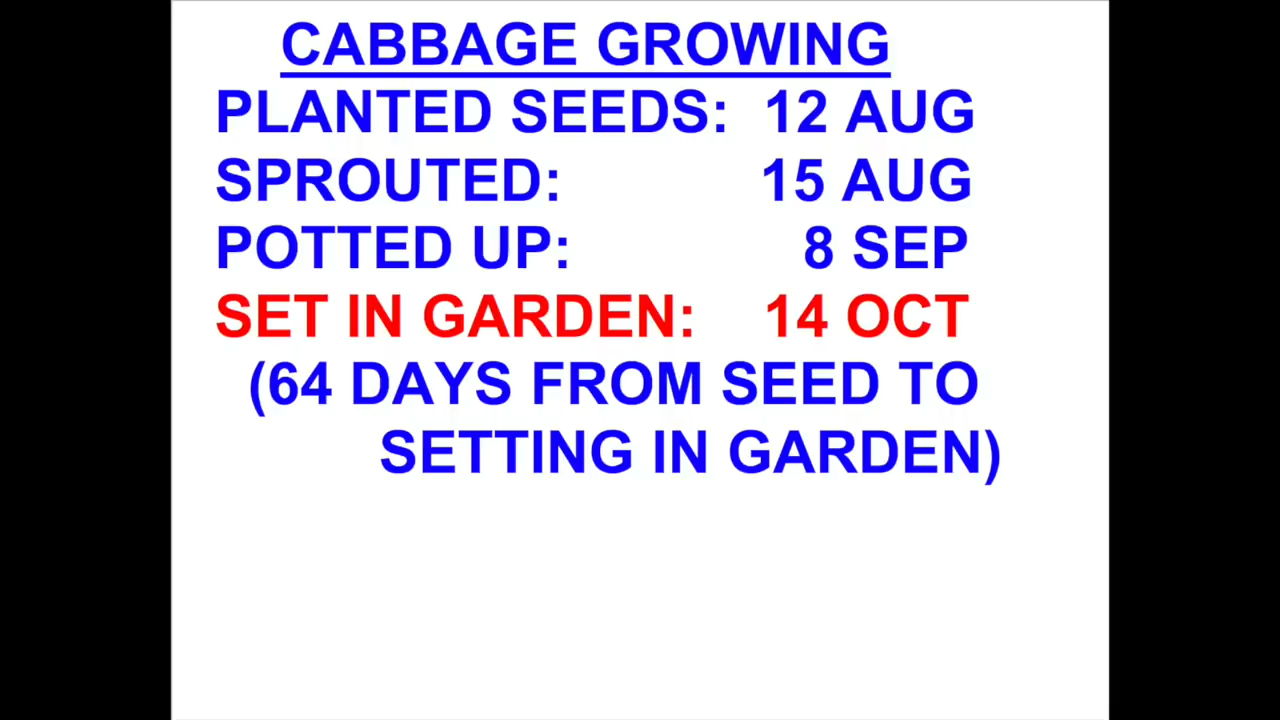 CABBAGE GROWING
PLANTED SEEDS: 12 AUG
SPROUTED: 15 AUG
POTTED UP: 8 SEP
SET IN GARDEN: 14 OCT
(64 DAYS FROM SEED TO
SETTING IN GARDEN)